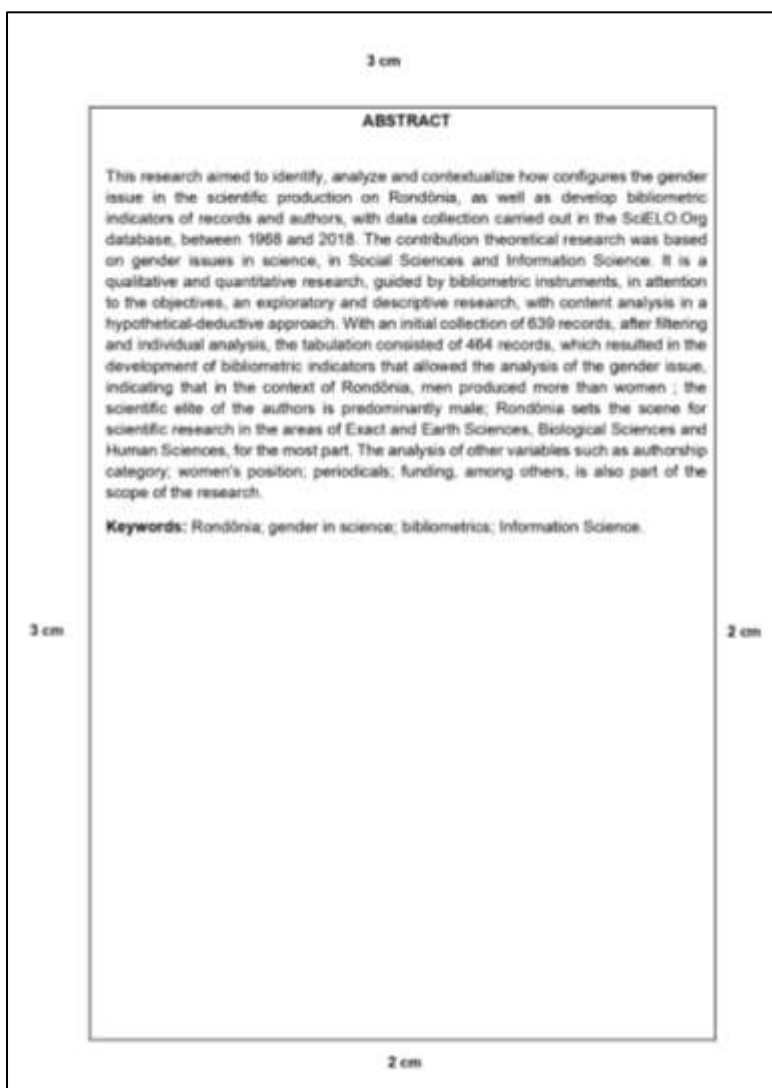 3 cm
ABSTRACT
This research aimed to identify, analyze and contextualize how configures the gender
issue in the scientific production on Rondônia, as well as develop bibliometric
indicators of records and authors, with data collection carried out in the SciELO.Org
database, between 1968 and 2018. The contribution theoretical research was based
on gender issues in science, in Social Sciences and Information Science. It is a
qualitative and quantitative research, guided by bibliometric instruments, in attention
to the objectives, an exploratory and descriptive research, with content analysis in a
hypothetical-deductive approach. With an initial collection of 639 records, after filtering
and individual analysis, the tabulation consisted of 464 records, which resulted in the
development of bibliometric indicators that allowed the analysis of the gender issue,
indicating that in the context of Rondônia, men produced more than women ; the
scientific elite of the authors is predominantly male; Rondônia sets the scene for
scientific research in the areas of Exact and Earth Sciences, Biological Sciences and
Human Sciences, for the most part. The analysis of other variables such as authorship
category; women's position; periodicals; funding, among others, is also part of the
scope of the research.
Keywords: Rondônia; gender in science; bibliometrics; Information Science.
3 cm
2 cm
2 cm